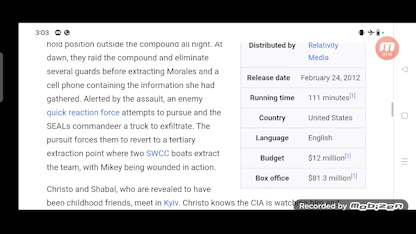 3:03
hold position outside the compound all night. At
dawn, they raid the compound and eliminate
several guards before extracting Morales and a
cell phone containing the information she had
gathered. Alerted by the assault, an enemy
quick reaction force attempts to pursue and the
SEALs commandeer a truck to exfiltrate. The
pursuit forces them to revert to a tertiary
extraction point where two SWCC boats extract
the team, with Mikey being wounded in action.
Christo and Shabal, who are revealed to have
been childhood friends, meet in Kyiv. Christo knows the CIA is
Distributed by Relativity
Media
Release date February 24, 2012
Running time 111 minutes[1]
Country United States
Language English
Budget $12 million[1]
Box office $81.3 million[1]
Recorded by Mobizen